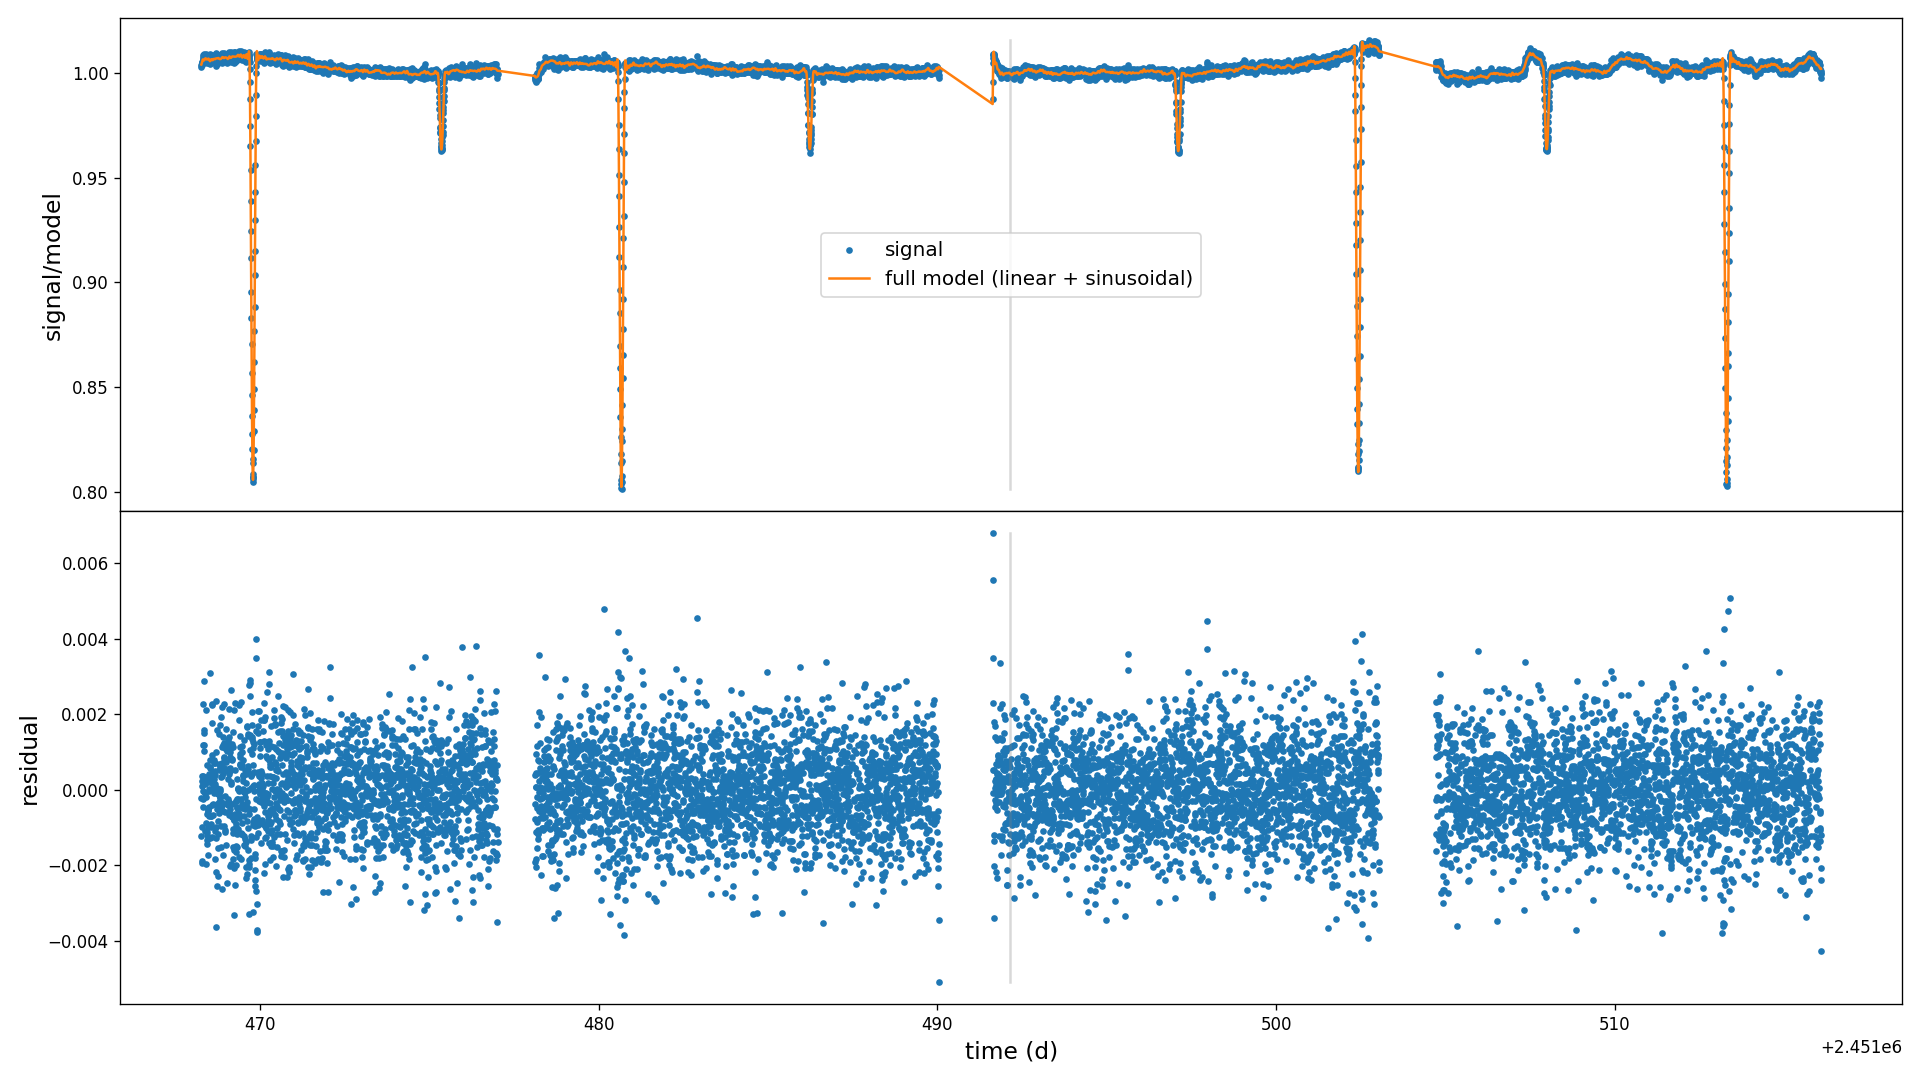 signal/model
1.00
0.95
0.90
0.85
0.80
signal
full model (linear + sinusoidal)
residual
0.006
0.004
0.002
0.000
−0.002
−0.004
470
480
490
500
510
time (d)
+2.451e6